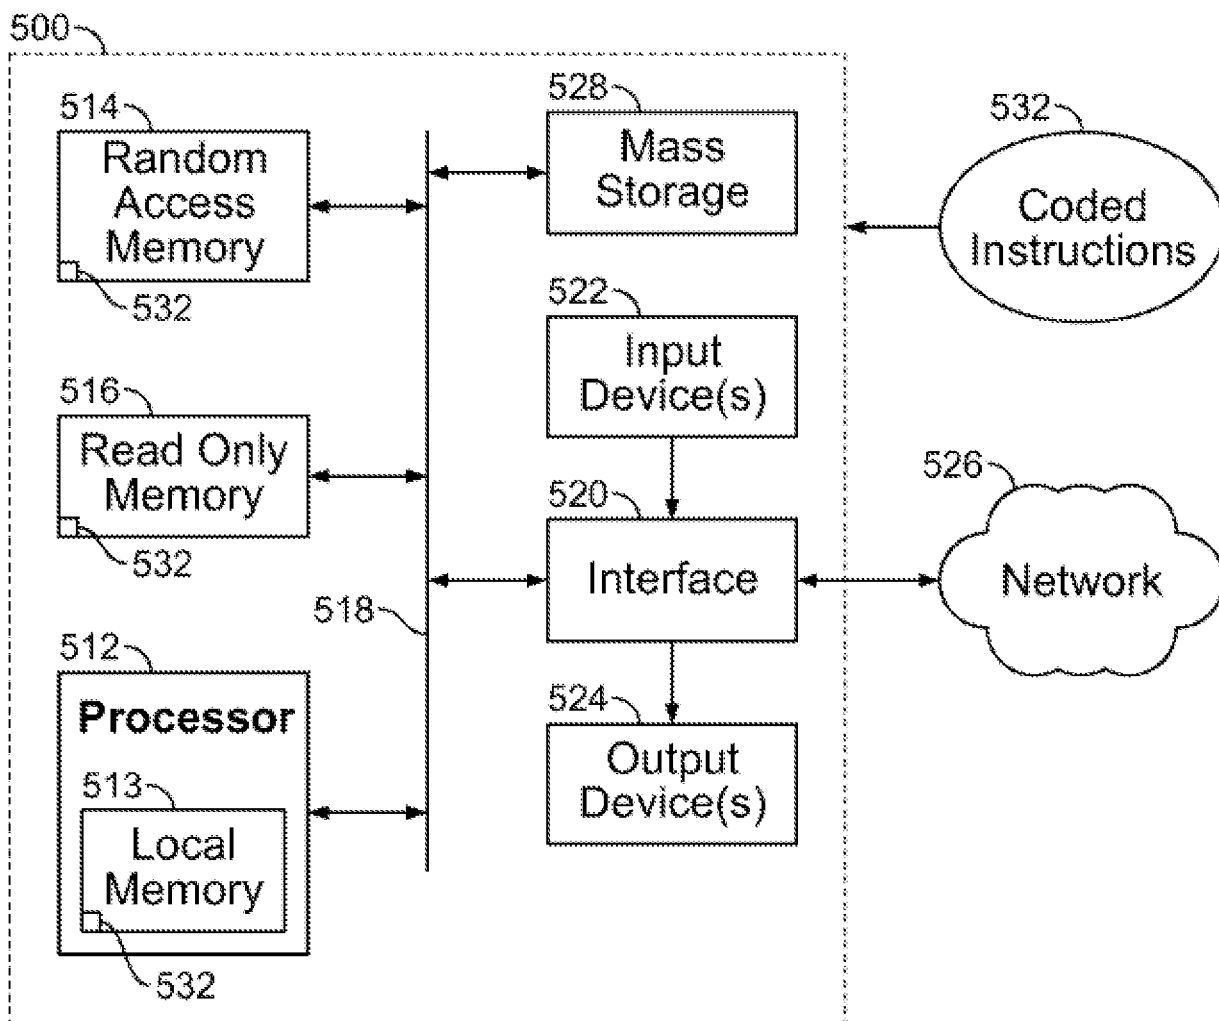 500
514
Random
Access
Memory
532
516
Read Only
Memory
532
512
Processor
513
Local
Memory
532
518
528
Mass
Storage
522
Input
Device(s)
520
Interface
524
Output
Device(s)
532
Coded
Instructions
526
Network